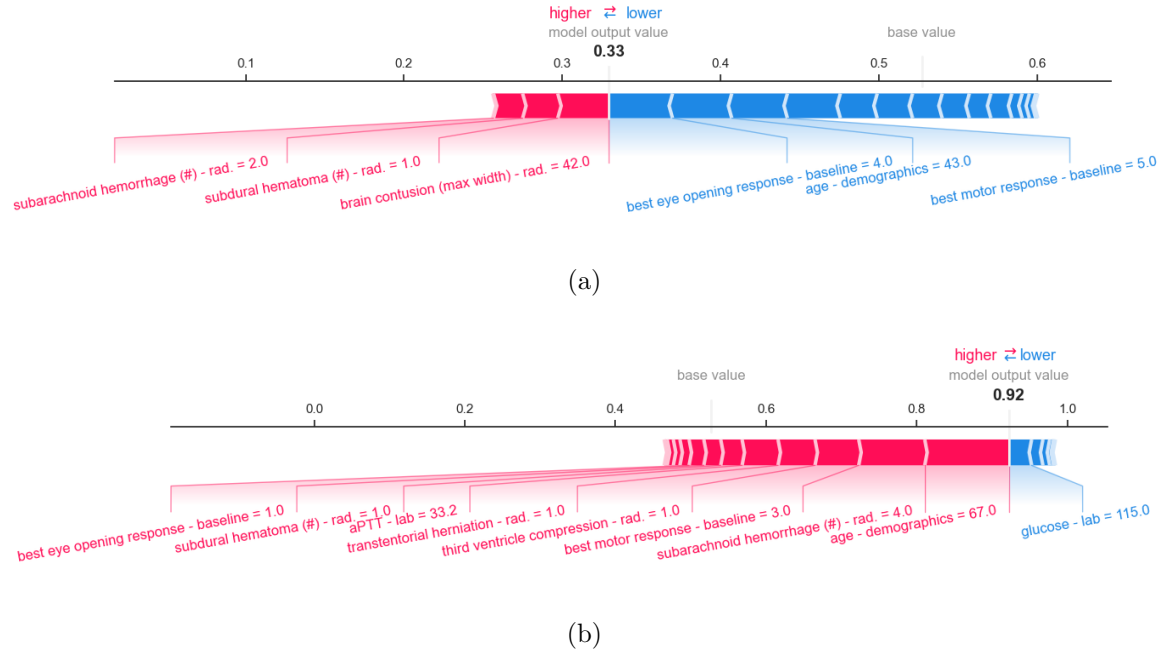 higher ⇄ lower
model output value
base value
0.33
0.1
0.2
0.3
0.4
0.5
0.6
subarachnoid hemorrhage (#) - rad. = 2.0
subdural hematoma (#) - rad. = 1.0
brain contusion (max width) - rad. = 42.0
best eye opening response - baseline = 4.0
age - demographics = 43.0
best motor response - baseline = 5.0
(a)
higher ⇄ lower
base value
model output value
0.92
0.0
0.2
0.4
0.6
0.8
1.0
best eye opening response - baseline = 1.0
subdural hematoma (#) - rad. = 1.0
aPTT - lab = 33.2
transtentorial herniation - rad. = 1.0
third ventricle compression - rad. = 1.0
best motor response - baseline = 3.0
subarachnoid hemorrhage (#) - rad. = 4.0
age - demographics = 67.0
glucose - lab = 115.0
(b)